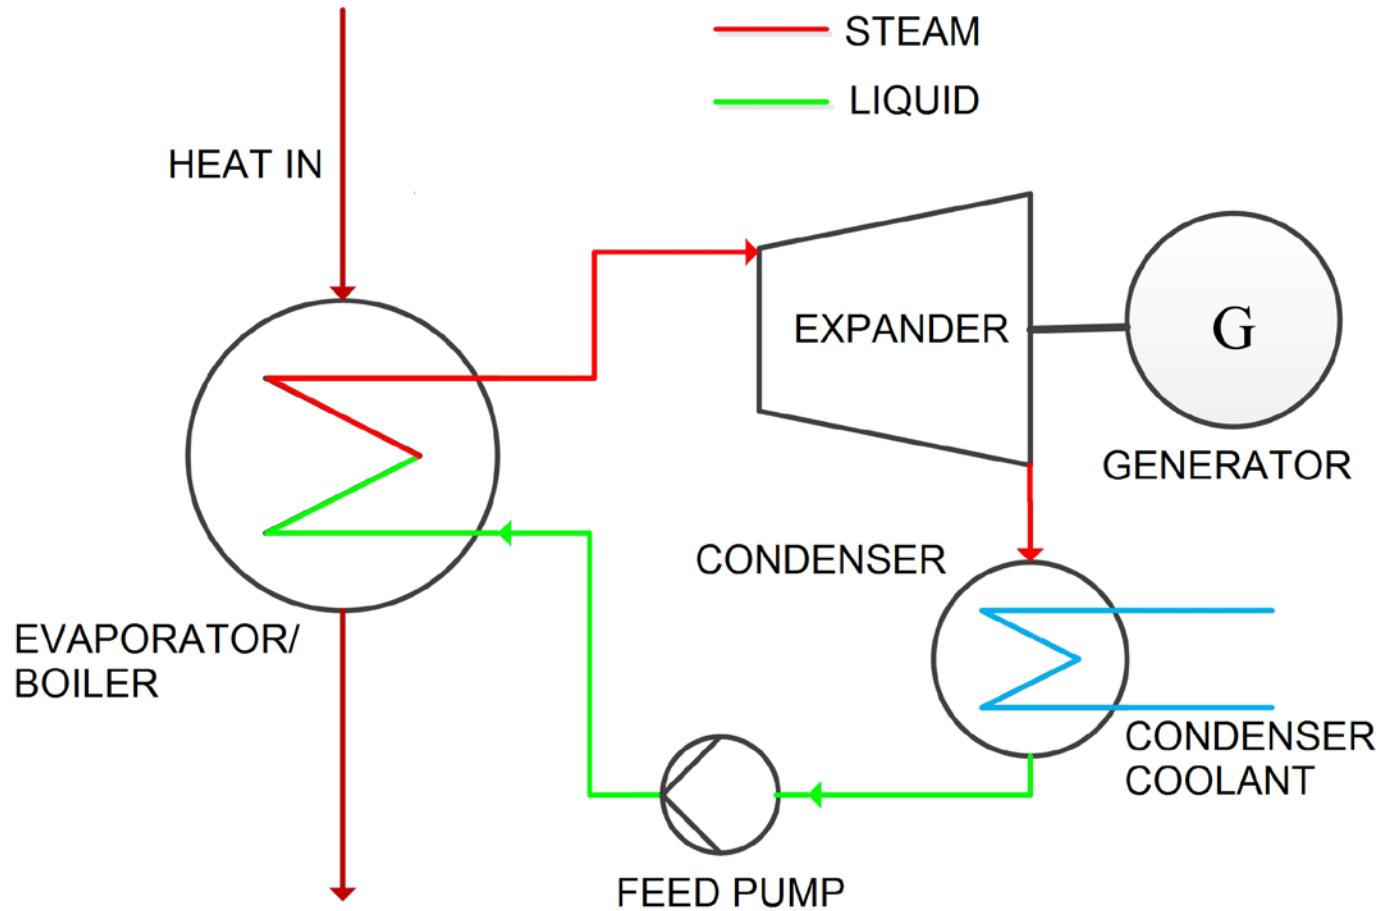 STEAM
LIQUID
HEAT IN
EXPANDER
G
GENERATOR
CONDENSER
EVAPORATOR/
BOILER
CONDENSER
COOLANT
FEED PUMP